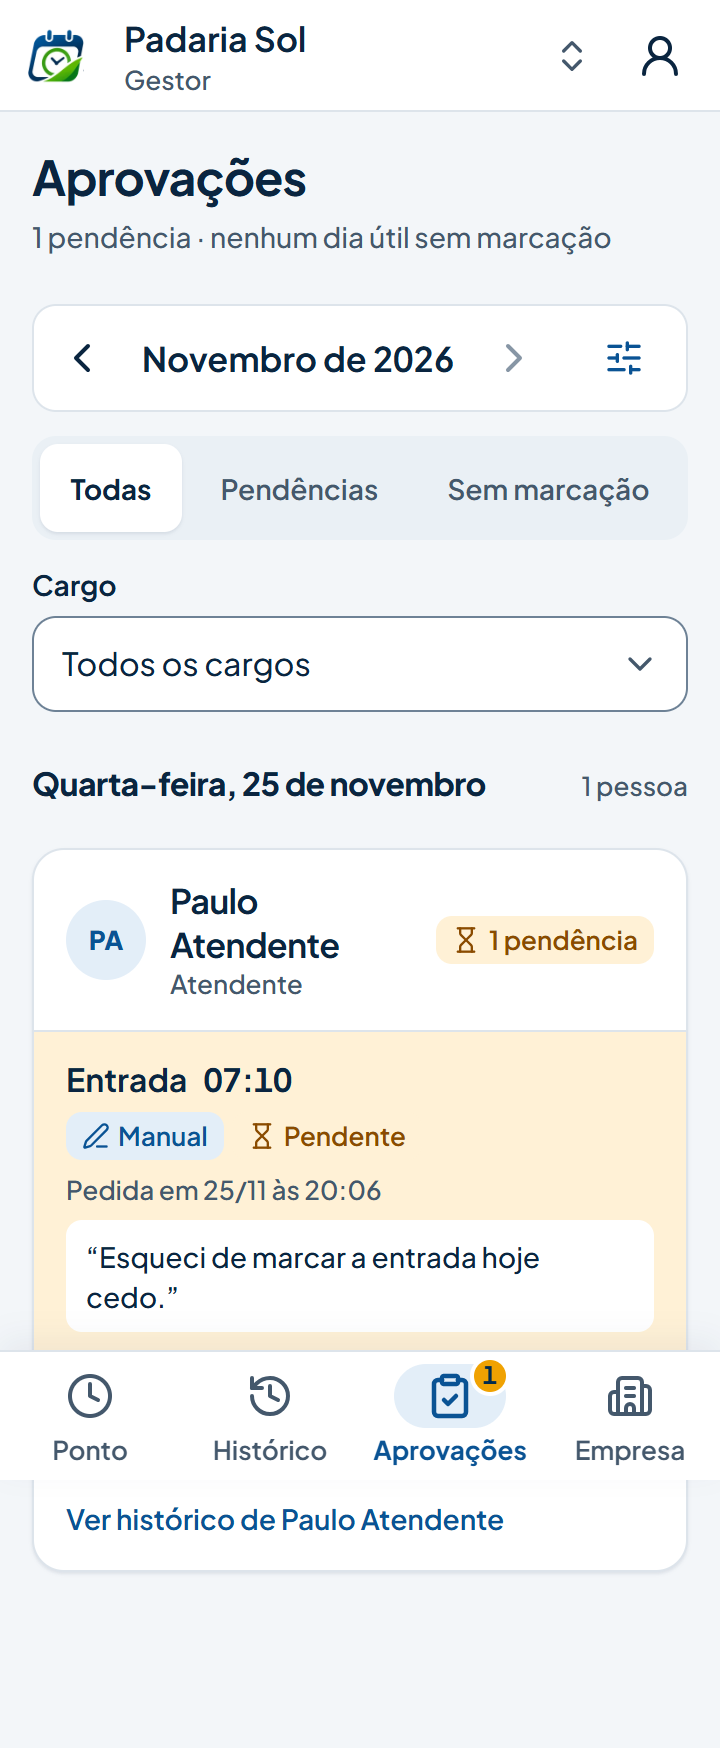 Padaria Sol
Gestor
Aprovações
1 pendência · nenhum dia útil sem marcação
Novembro de 2026
Todas
Pendências
Sem marcação
Cargo
Todos os cargos
Quarta-feira, 25 de novembro
1 pessoa
PA
Paulo
Atendente
Atendente
1 pendência
Entrada 07:10
Manual
Pendente
Pedida em 25/11 às 20:06
“Esqueci de marcar a entrada hoje
cedo.”
1
Ponto
Histórico
Aprovações
Empresa
Ver histórico de Paulo Atendente